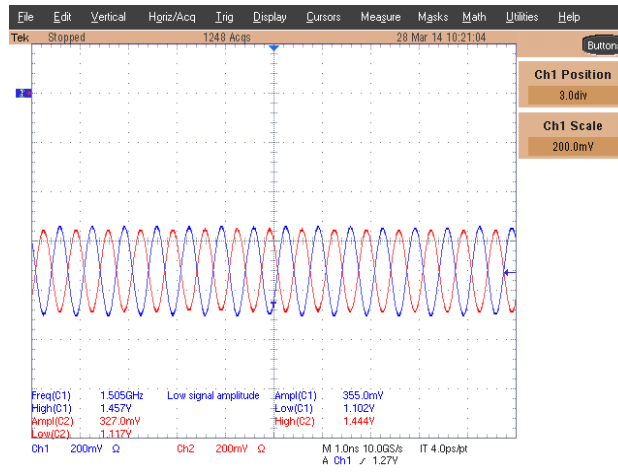 File Edit Vertical Horiz/Acq Trig Display Cursors Measure Masks Math Utilities Help
Tek Stopped 1248 Acqs 28 Mar 14 10:21:04
Buttons
Ch1 Position
3.0div
Ch1 Scale
200.0mV
T
Freq(C1) 1.505GHz Low signal amplitude Ampl(C1) 355.0mV
High(C1) 1.457V Low(C1) 1.102V
Ampl(C2) 327.0mV High(C2) 1.444V
Low(C2) 1.117V
Ch1 200mV Ω Ch2 200mV Ω M 1.0ns 10.0GS/s IT 4.0ps/pt
A Ch1 / 1.27V